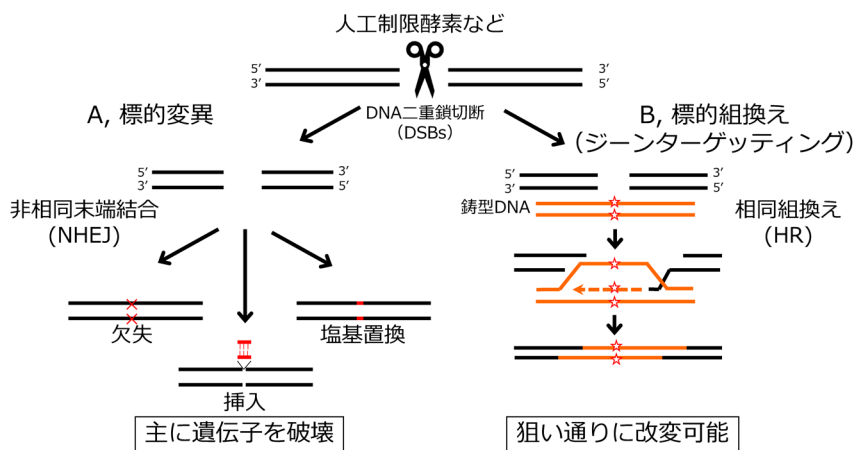 人工制限酵素など
5′
3′
3′
5′
DNA二重鎖切断
(DSBs)
A, 標的変異
5′
3′
3′
5′
非相同末端結合
(NHEJ)
欠失
塩基置換
挿入
主に遺伝子を破壊
B, 標的組換え
(ジーンターゲッティング)
5′
3′
3′
5′
鋳型DNA
相同組換え
(HR)
狙い通りに改変可能